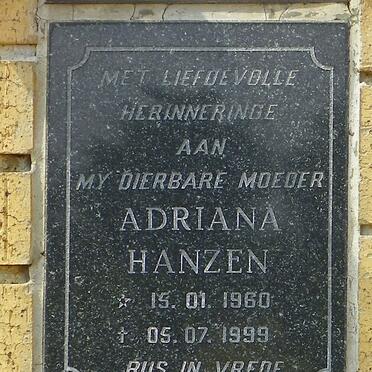 MET LIEFDEVOLLE
HERINNERINGE
AAN
MY DIERBARE MOEDER
ADRIANA
HANZEN
☆ 15.01.1960
† 05.07.1999
RUS IN VREDE